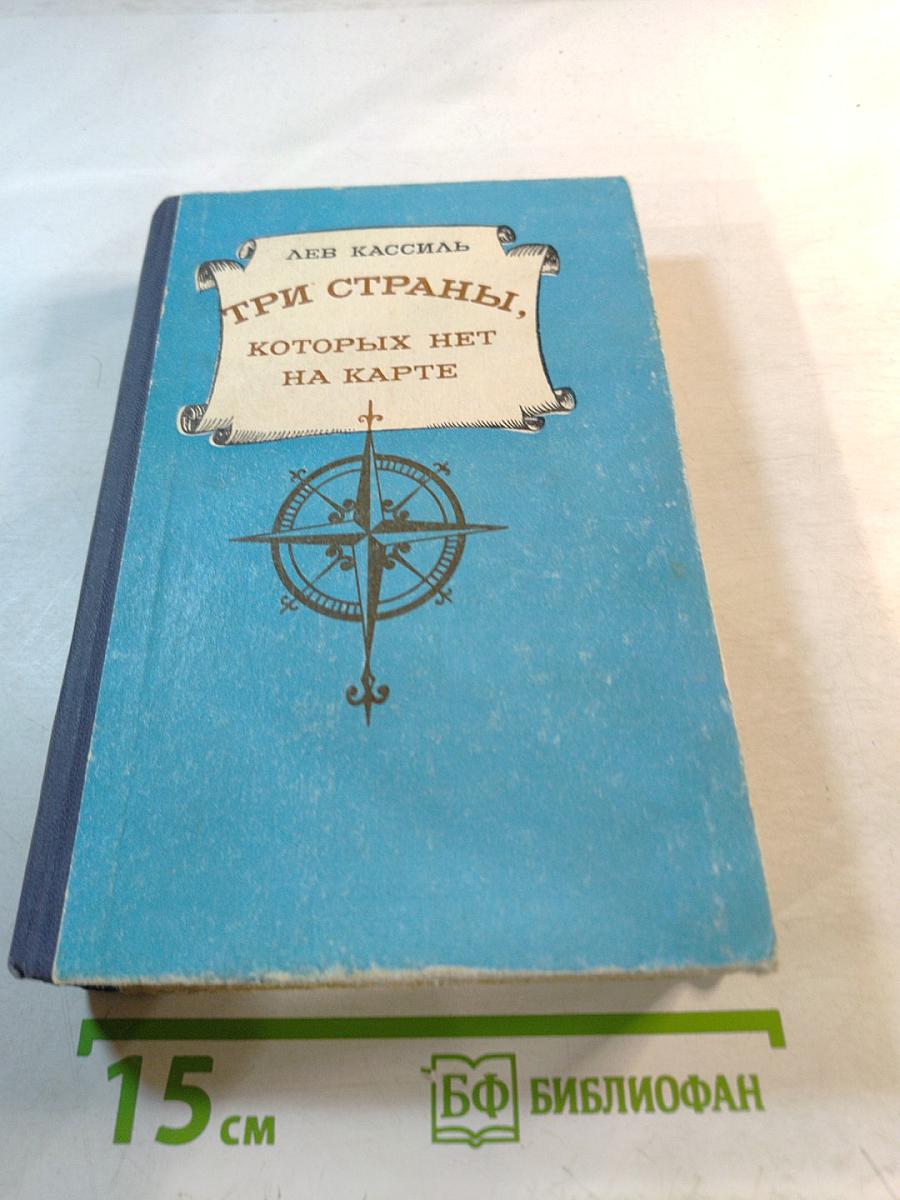 ЛЕВ КАССИЛЬ
ТРИ СТРАНЫ,
КОТОРЫХ НЕТ
НА КАРТЕ
15 см
БФ БИБЛИОФАН